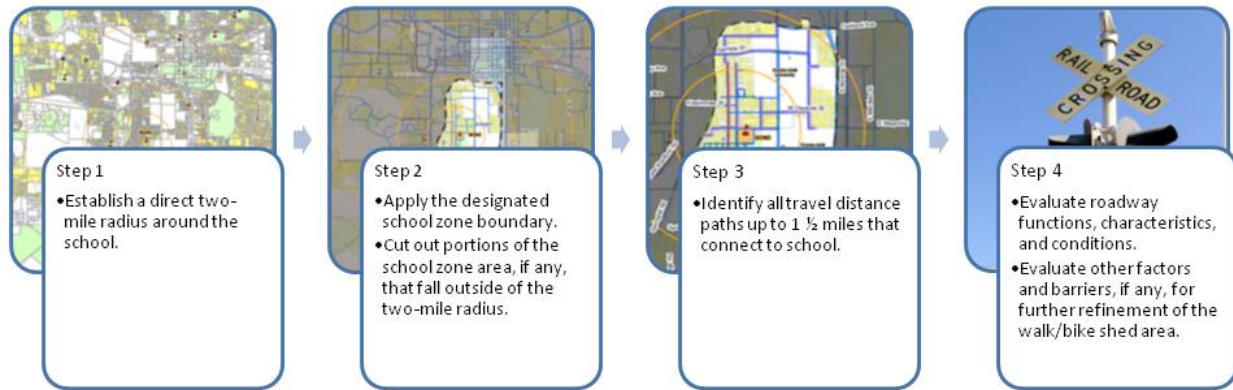 Step 1
•Establish a direct two-
mile radius around the
school.
Step 2
•Apply the designated
school zone boundary.
•Cut out portions of the
school zone area, if any,
that fall outside of the
two-mile radius.
Step 3
•Identify all travel distance
paths up to 1 ½ miles that
connect to school.
RAIL ROAD
CROSSING
Step 4
•Evaluate roadway
functions, characteristics,
and conditions.
•Evaluate other factors
and barriers, if any, for
further refinement of the
walk/bike shed area.